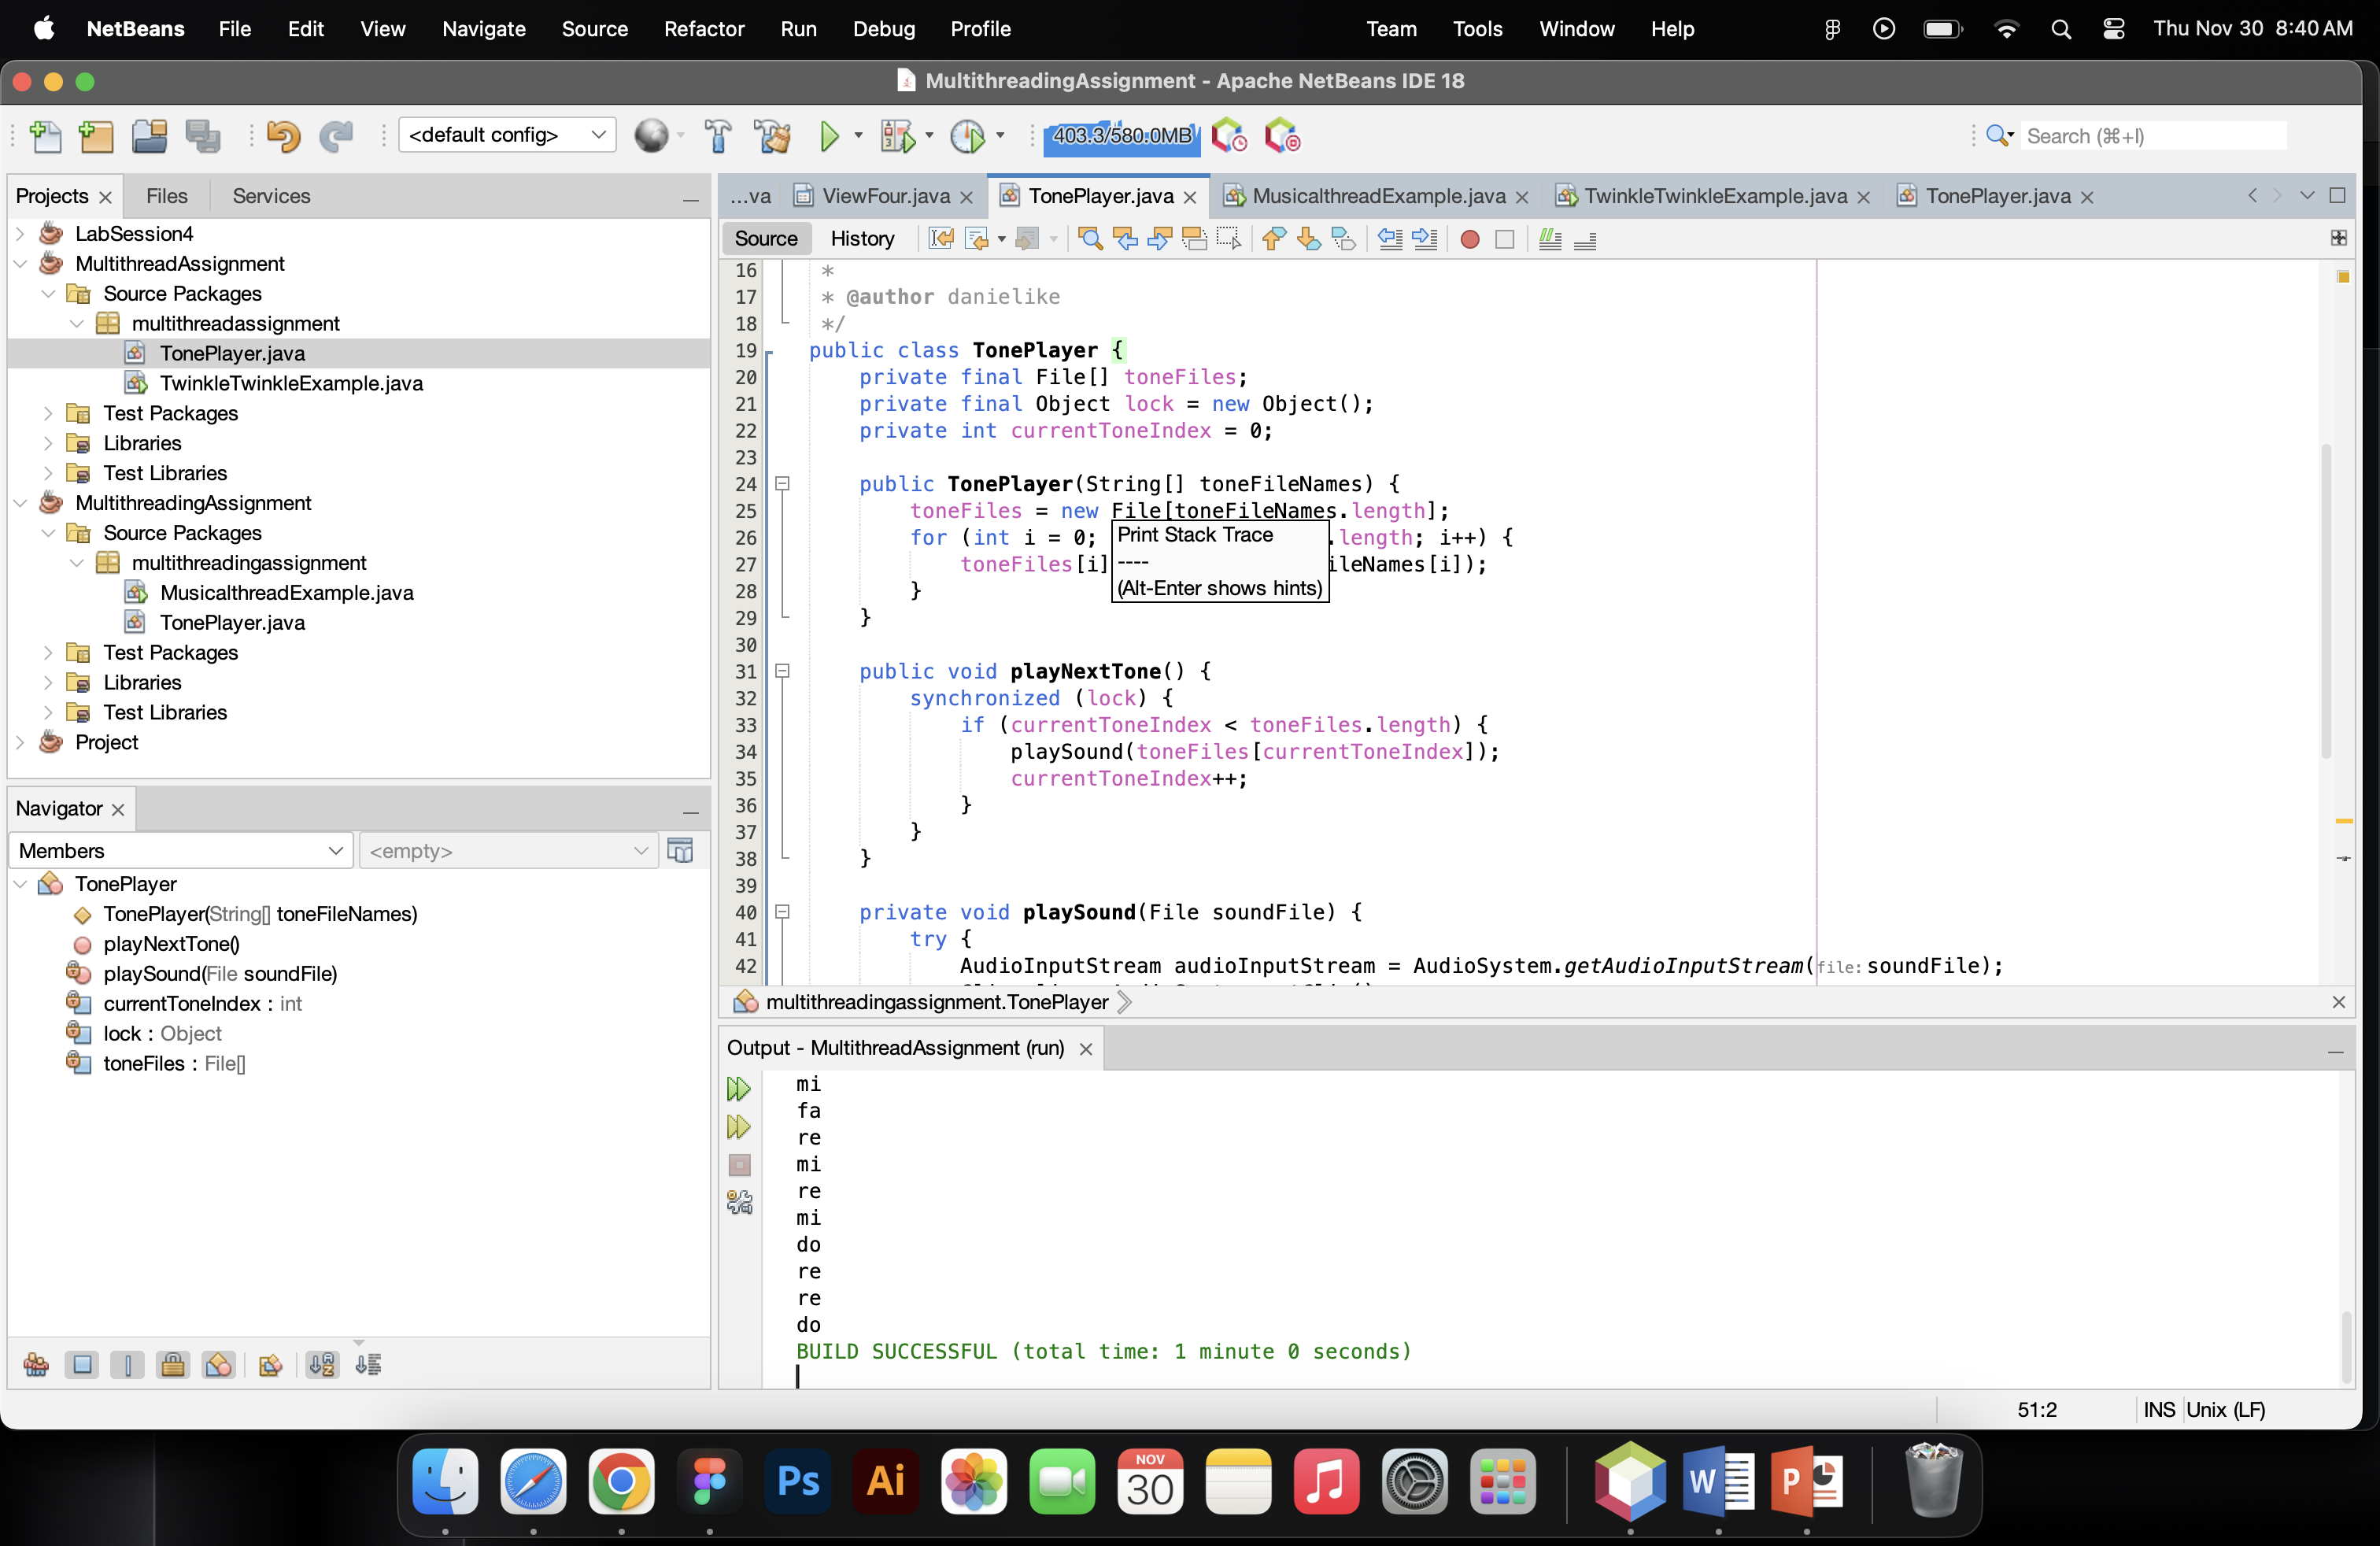 NetBeans File Edit View Navigate Source Refactor Run Debug Profile Team Tools Window Help Thu Nov 30 8:40 AM
MultithreadingAssignment - Apache NetBeans IDE 18
<default config> 403.3/580.0MB Search (⌘+I)
Projects Files Services
LabSession4
MultithreadAssignment
Source Packages
multithreadassignment
TonePlayer.java
TwinkleTwinkleExample.java
Test Packages
Libraries
Test Libraries
MultithreadingAssignment
Source Packages
multithreadingassignment
MusicalthreadExample.java
TonePlayer.java
Test Packages
Libraries
Test Libraries
Project
Navigator
Members <empty>
TonePlayer
TonePlayer(String[] toneFileNames)
playNextTone()
playSound(File soundFile)
currentToneIndex : int
lock : Object
toneFiles : File[]
...va ViewFour.java TonePlayer.java MusicalthreadExample.java TwinkleTwinkleExample.java TonePlayer.java
Source History
16 *
17 * @author danielike
18 */
19 public class TonePlayer {
20 private final File[] toneFiles;
21 private final Object lock = new Object();
22 private int currentToneIndex = 0;
23
24 public TonePlayer(String[] toneFileNames) {
25 toneFiles = new File[toneFileNames.length];
26 for (int i = 0; .length; i++) {
27 toneFiles[i] ileNames[i]);
28 }
29 }
30
31 public void playNextTone() {
32 synchronized (lock) {
33 if (currentToneIndex < toneFiles.length) {
34 playSound(toneFiles[currentToneIndex]);
35 currentToneIndex++;
36 }
37 }
38 }
39
40 private void playSound(File soundFile) {
41 try {
42 AudioInputStream audioInputStream = AudioSystem.getAudioInputStream(file: soundFile);
Print Stack Trace
----
(Alt-Enter shows hints)
multithreadingassignment.TonePlayer
Output - MultithreadAssignment (run)
mi
fa
re
mi
re
mi
do
re
re
do
BUILD SUCCESSFUL (total time: 1 minute 0 seconds)
51:2 INS Unix (LF)
Ps Ai NOV 30 W P